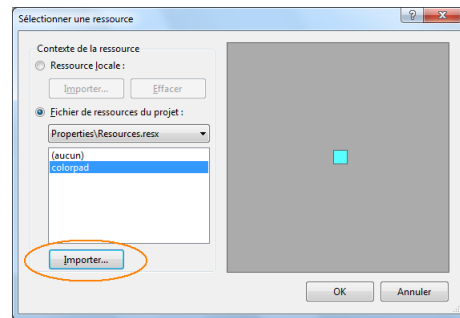 Sélectionner une ressource
Contexte de la ressource
Ressource locale :
Importer... Effacer
Fichier de ressources du projet :
Properties\Resources.resx
(aucun)
colorpad
Importer...
OK Annuler